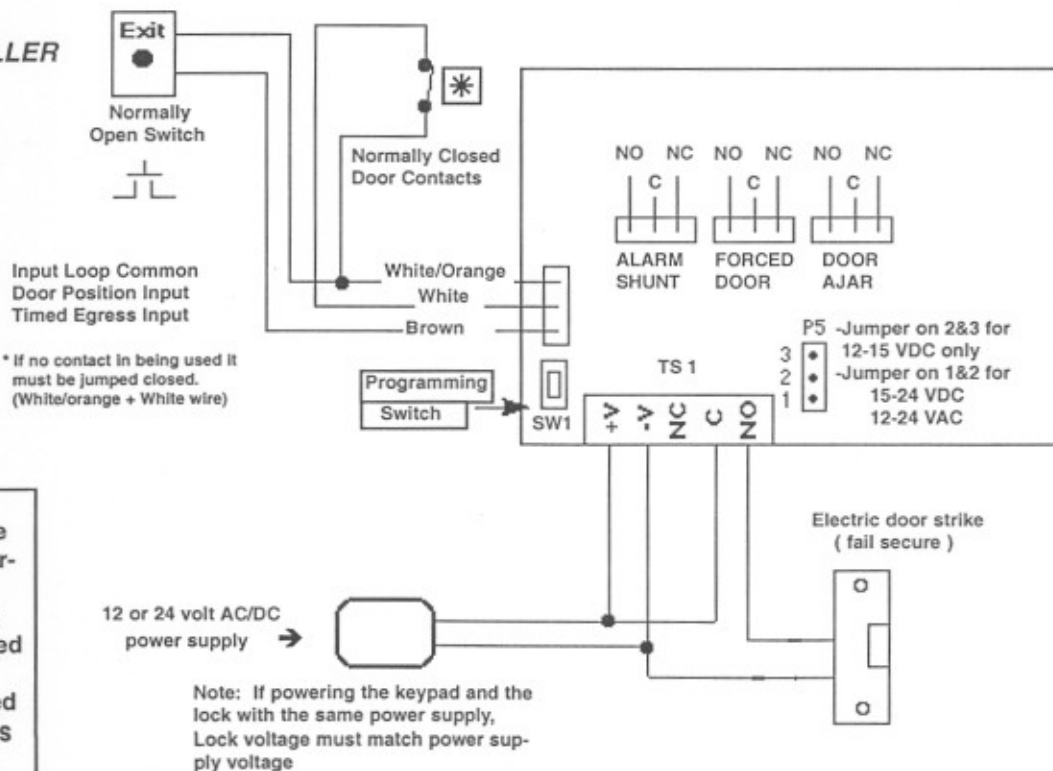 LLER
Exit
Normally
Open Switch
Normally Closed
Door Contacts
Input Loop Common
Door Position Input
Timed Egress Input
White/Orange
White
Brown
* If no contact in being used it
must be jumped closed.
(White/orange + White wire)
Programming
Switch
SW1
NO NC NO NC NO NC
C C C
ALARM
SHUNT
FORCED
DOOR
DOOR
AJAR
P5 -Jumper on 2&3 for
12-15 VDC only
-Jumper on 1&2 for
15-24 VDC
12-24 VAC
3
2
1
TS 1
+V -V NC C NO
Electric door strike
( fail secure )
12 or 24 volt AC/DC
power supply
Note: If powering the keypad and the
lock with the same power supply,
Lock voltage must match power sup-
ply voltage
e
r-
ed
ed
s